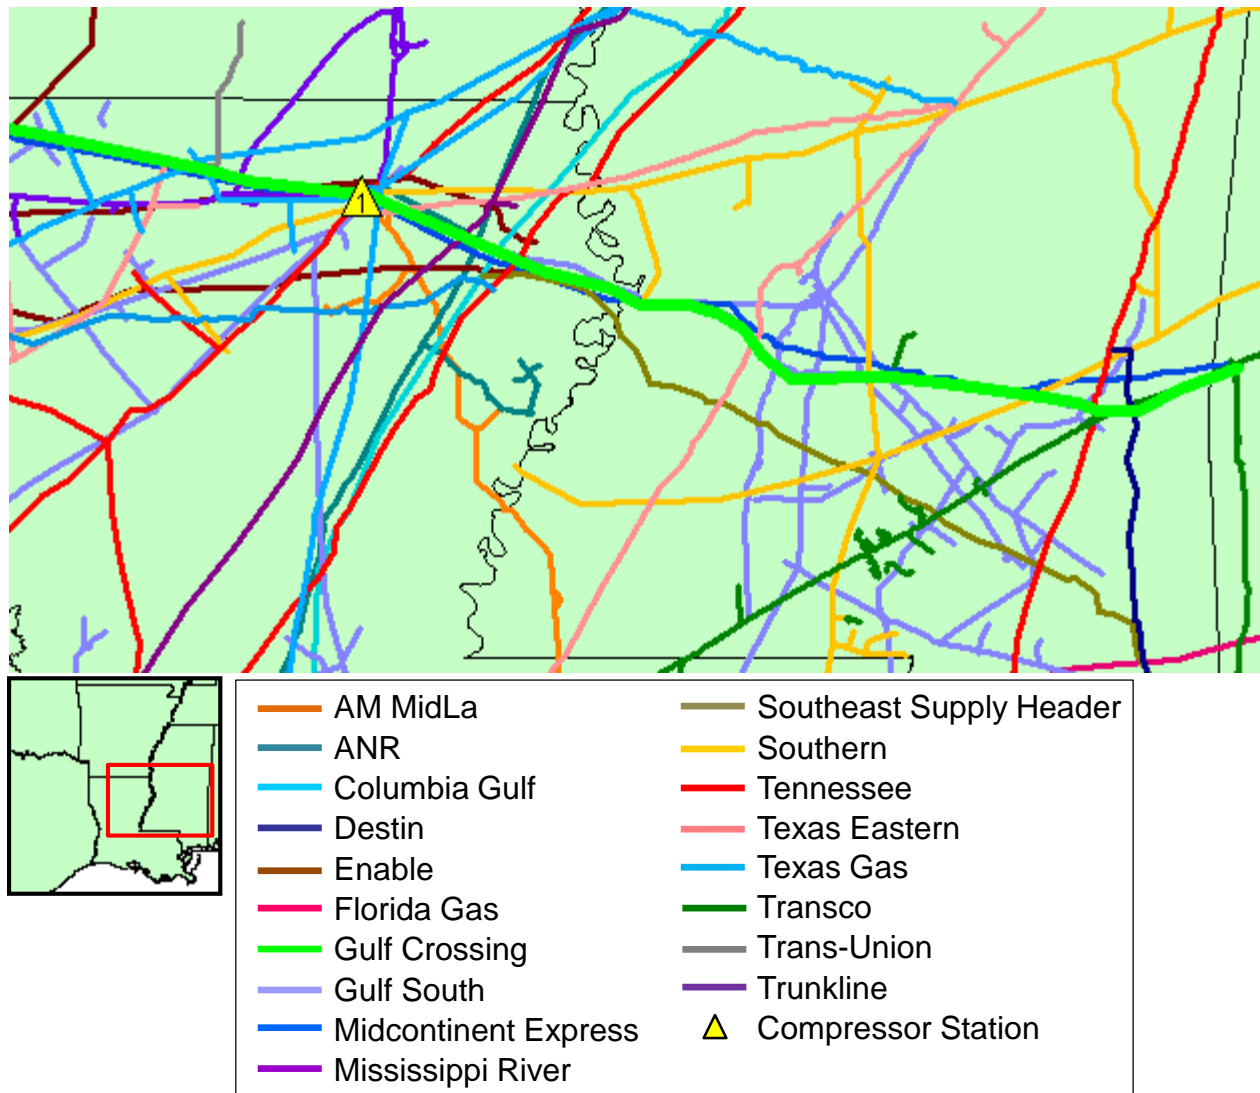 1
AM MidLa
ANR
Columbia Gulf
Destin
Enable
Florida Gas
Gulf Crossing
Gulf South
Midcontinent Express
Mississippi River
Southeast Supply Header
Southern
Tennessee
Texas Eastern
Texas Gas
Transco
Trans-Union
Trunkline
Compressor Station